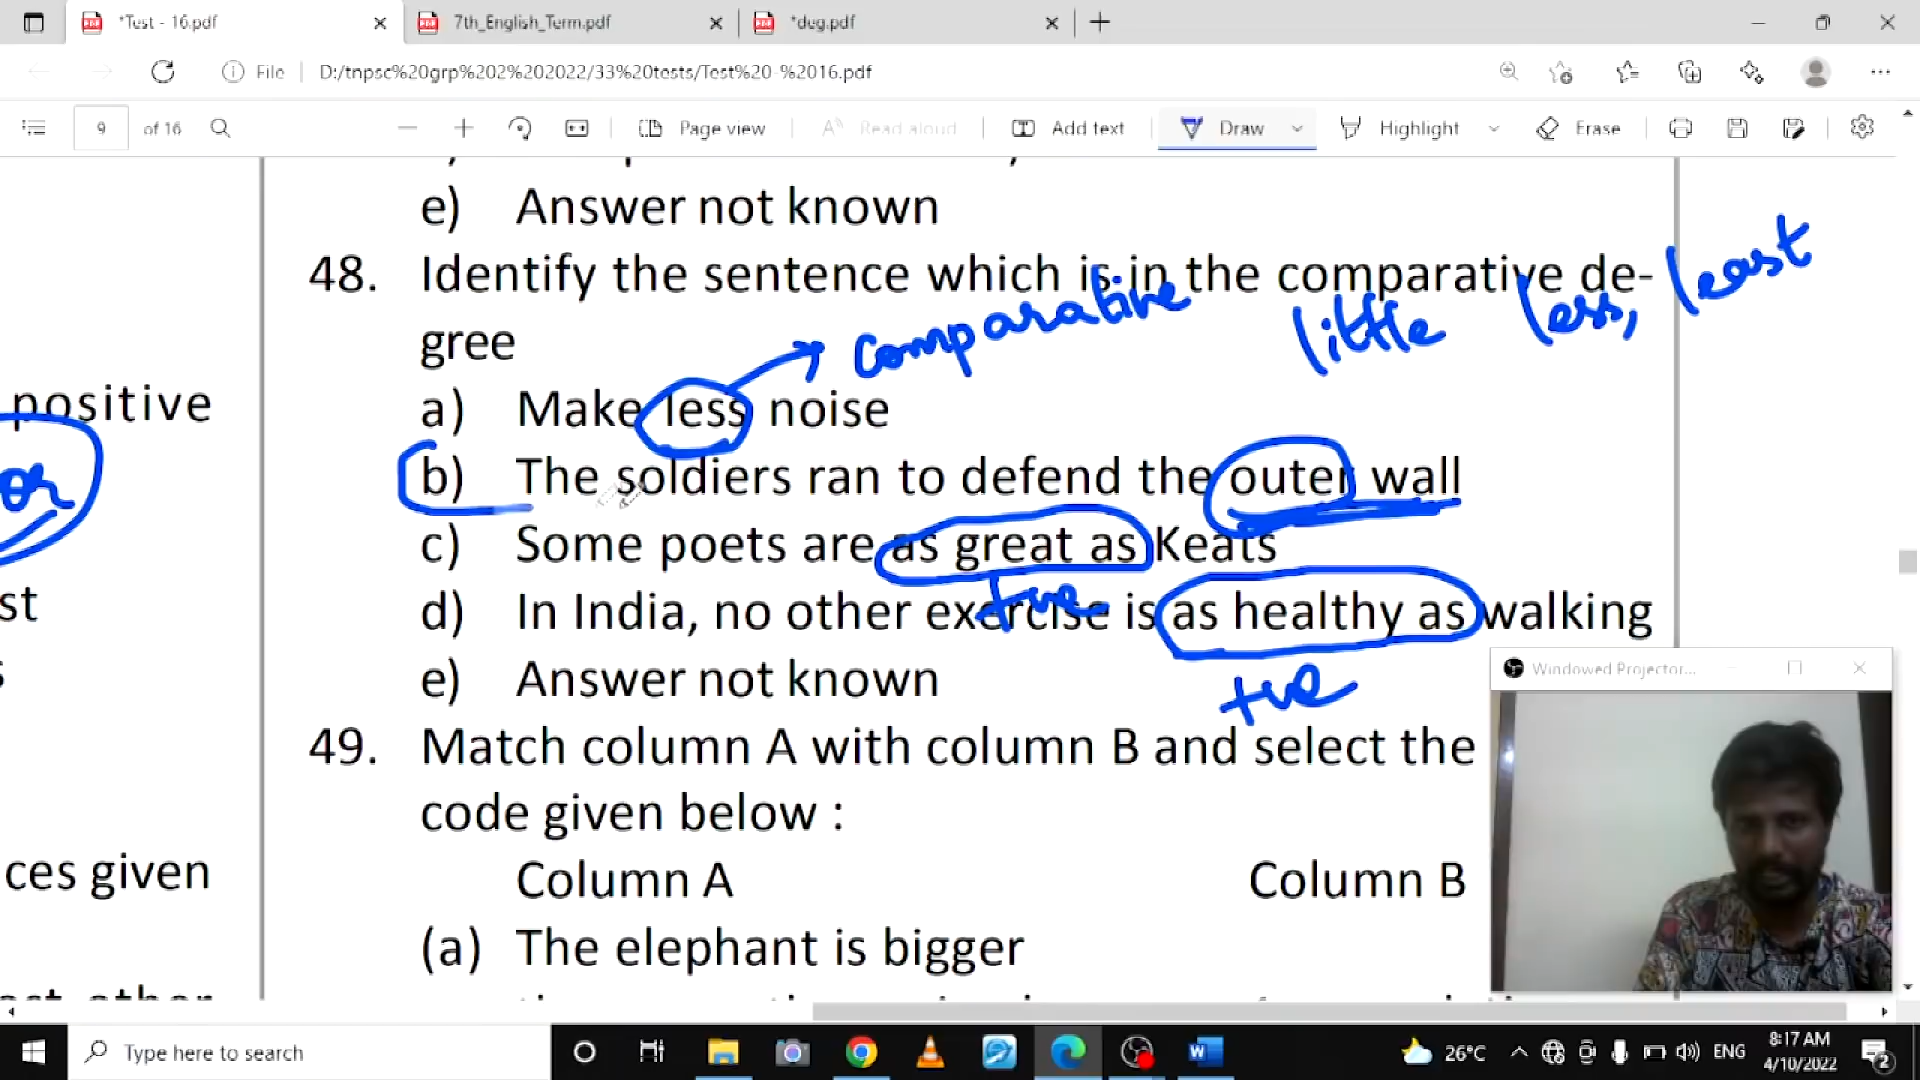 *Test - 16.pdf
7th_English_Term.pdf
*deg.pdf
File
D:/tnpsc%20grp%202%202022/33%20tests/Test%20-%2016.pdf
9
of 16
Page view
Read aloud
Add text
Draw
Highlight
Erase
e) Answer not known
48. Identify the sentence which is in the comparative de-
gree
comparative
little less, least
a) Make less noise
b) The soldiers ran to defend the outer wall
c) Some poets are as great as Keats
+ve
d) In India, no other exercise is as healthy as walking
+ve
e) Answer not known
49. Match column A with column B and select the
code given below :
Column A Column B
(a) The elephant is bigger
positive
or
st
s
ces given
Windowed Projector...
Type here to search
26°C
ENG
8:17 AM
4/10/2022
2